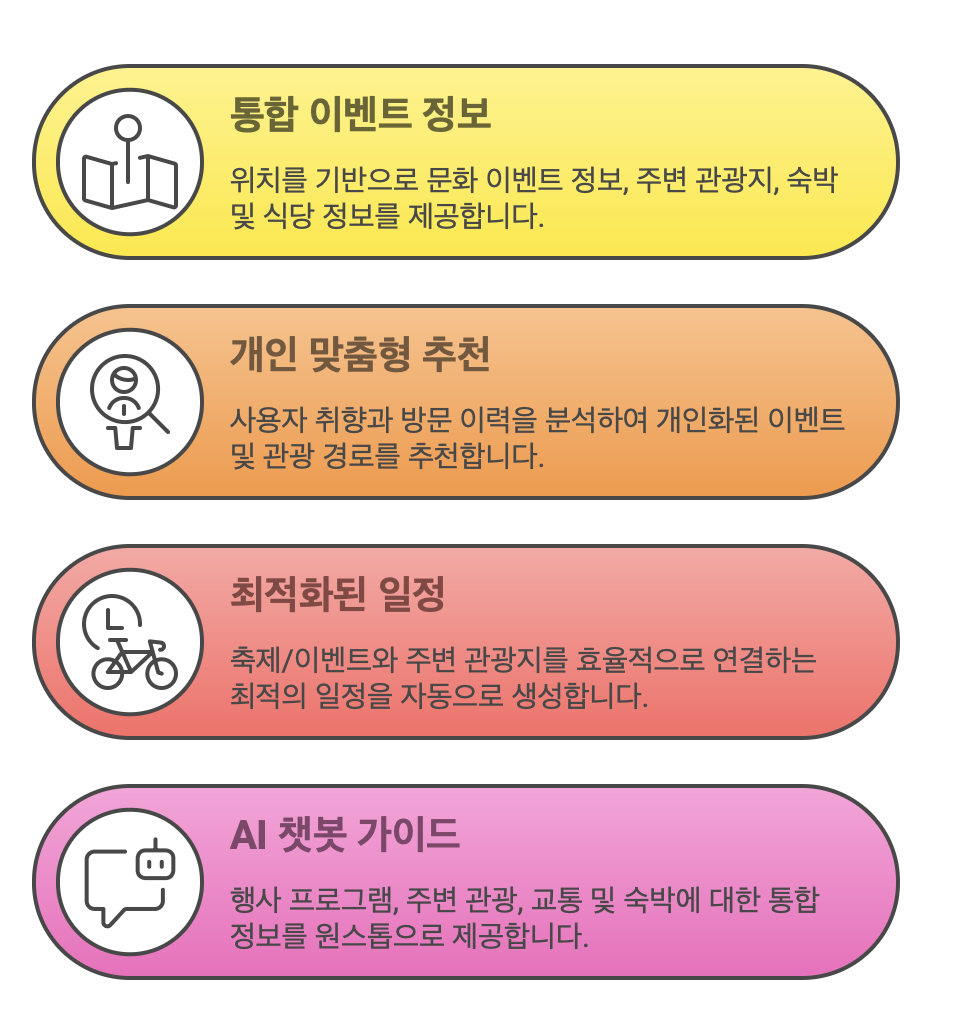 통합 이벤트 정보
위치를 기반으로 문화 이벤트 정보, 주변 관광지, 숙박
및 식당 정보를 제공합니다.
개인 맞춤형 추천
사용자 취향과 방문 이력을 분석하여 개인화된 이벤트
및 관광 경로를 추천합니다.
최적화된 일정
축제/이벤트와 주변 관광지를 효율적으로 연결하는
최적의 일정을 자동으로 생성합니다.
AI 챗봇 가이드
행사 프로그램, 주변 관광, 교통 및 숙박에 대한 통합
정보를 원스톱으로 제공합니다.